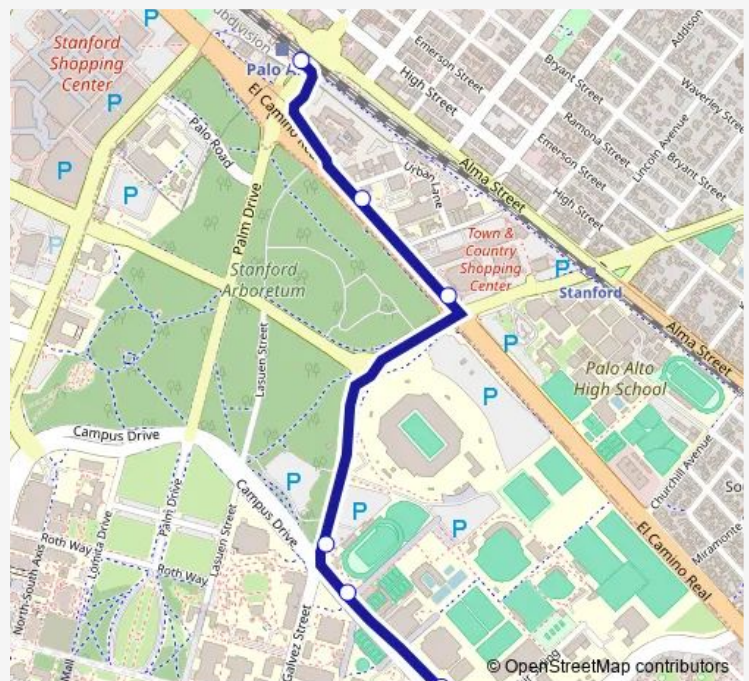 P
Subdivision
Stanford
Shopping
Center
Palo A
El Camino Rea
P
P
P
P
Palo Road
Palm Drive
Emerson Street
High Street
Bryant Street
Addison
Waverley Street
Ramona Street
Lincoln Avenue
Emerson Street
Bryant Street
High Street
Alma Street
Urban Lane
Town &
Country
Shopping
Center
P
Stanford
Stanford
Arboretum
Alma Street
Lasuen Street
P
Palo Alto
High School
P
Campus Drive
Churchill Avenue
P
P
P
Palm Drive
Campus Drive
Lasuen Street
Lomita Drive
Roth Way
Roth Way
North-South Axis
El Camino Real
Miramonte
Galvez Street
Mall
© OpenStreetMap contributors